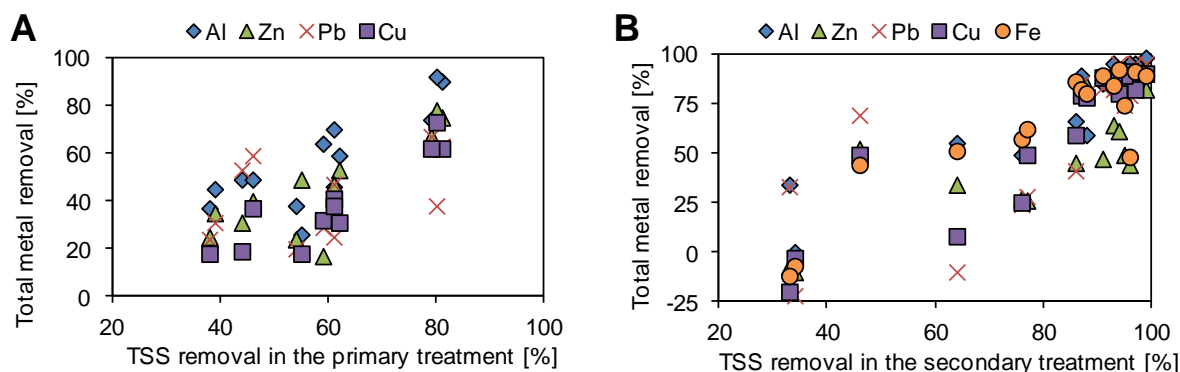 A
Al Zn Pb Cu
Total metal removal [%]
100
80
60
40
20
0
20 40 60 80 100
TSS removal in the primary treatment [%]
B
Al Zn Pb Cu Fe
Total metal removal [%]
100
75
50
25
0
-25
20 40 60 80 100
TSS removal in the secondary treatment [%]